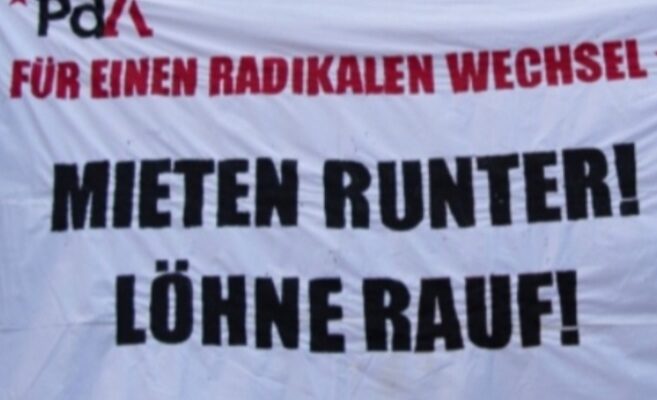 PdA
FÜR EINEN RADIKALEN WECHSEL
MIETEN RUNTER!
LÖHNE RAUF!